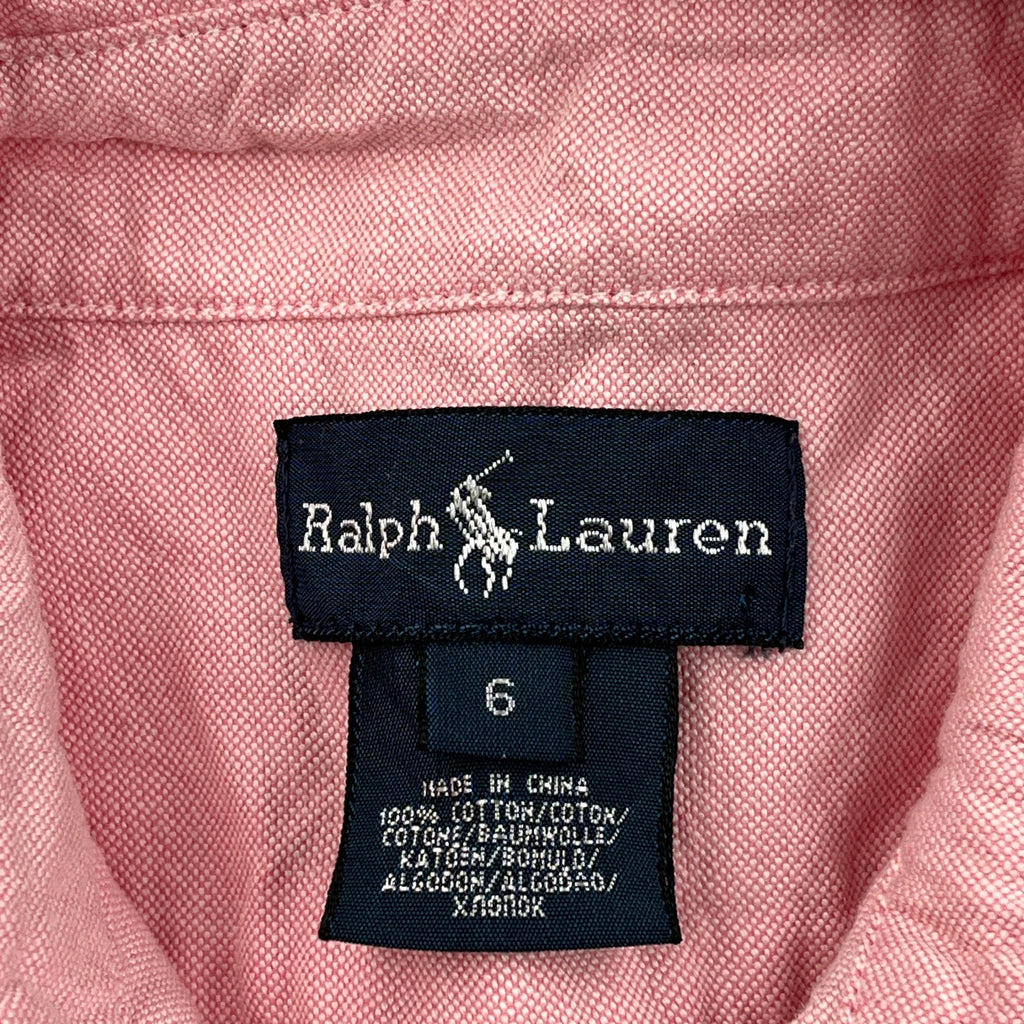 Ralph Lauren
6
MADE IN CHINA
100% COTTON/COTON/
COTONE/BAUMWOLLE/
KATOEN/BOMULD/
ALGODON/ALGODAO/
ХЛОПОК